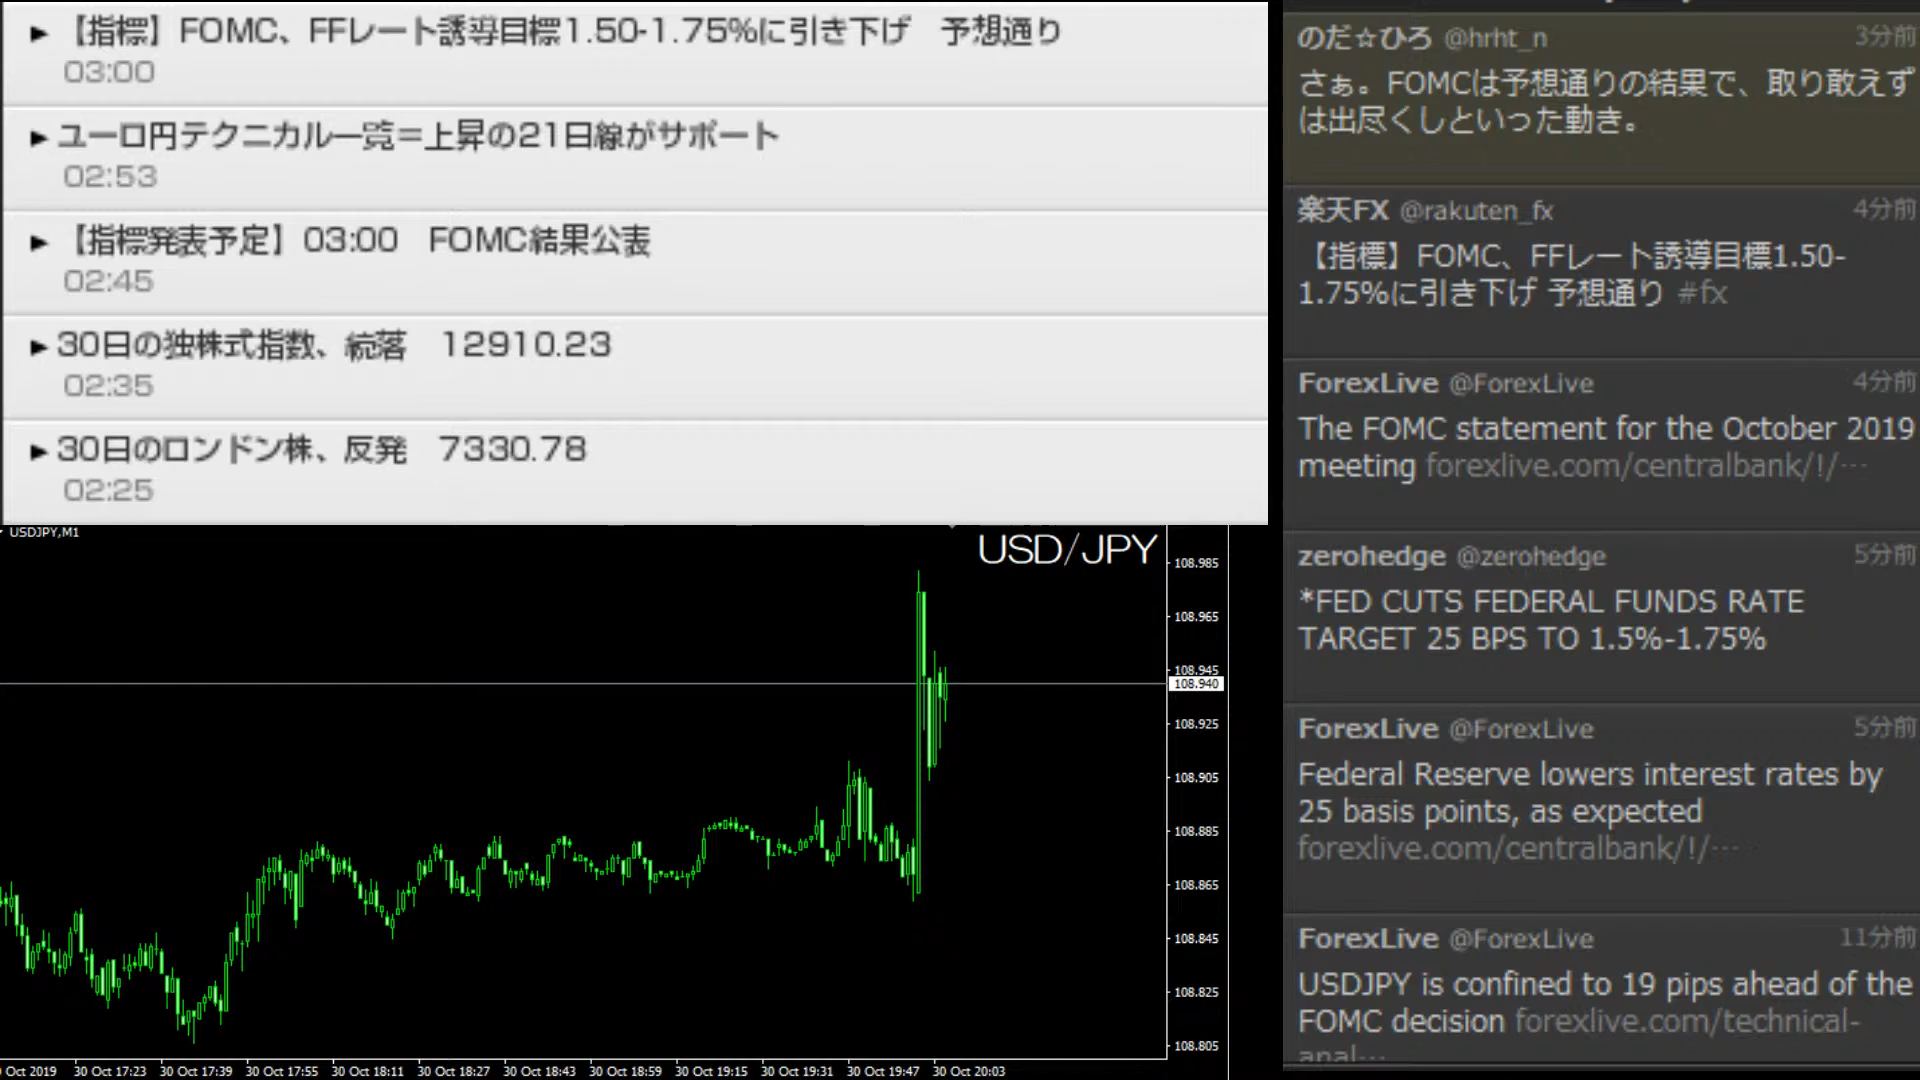 【指標】FOMC、FFレート誘導目標1.50-1.75%に引き下げ　予想通り
03:00
ユーロ円テクニカル一覧＝上昇の21日線がサポート
02:53
【指標発表予定】03:00　FOMC結果公表
02:45
30日の独株式指数、続落　12910.23
02:35
30日のロンドン株、反発　7330.78
02:25
USDJPY,M1
USD/JPY
108.985
108.965
108.945
108.940
108.925
108.905
108.885
108.865
108.845
108.825
108.805
Oct 2019 30 Oct 17:23 30 Oct 17:39 30 Oct 17:55 30 Oct 18:11 30 Oct 18:27 30 Oct 18:43 30 Oct 18:59 30 Oct 19:15 30 Oct 19:31 30 Oct 19:47 30 Oct 20:03
のだ☆ひろ @hrht_n 3分前
さぁ。FOMCは予想通りの結果で、取り敢えず
は出尽くしといった動き。
楽天FX @rakuten_fx 4分前
【指標】FOMC、FFレート誘導目標1.50-
1.75%に引き下げ 予想通り #fx
ForexLive @ForexLive 4分前
The FOMC statement for the October 2019
meeting forexlive.com/centralbank/!/…
zerohedge @zerohedge 5分前
*FED CUTS FEDERAL FUNDS RATE
TARGET 25 BPS TO 1.5%-1.75%
ForexLive @ForexLive 5分前
Federal Reserve lowers interest rates by
25 basis points, as expected
forexlive.com/centralbank/!/…
ForexLive @ForexLive 11分前
USDJPY is confined to 19 pips ahead of the
FOMC decision forexlive.com/technical-
anal…